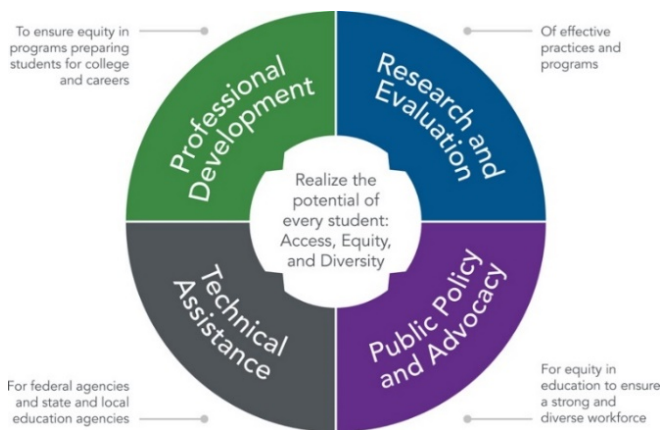 To ensure equity in
programs preparing
students for college
and careers
Professional
Development
Of effective
practices and
programs
Research and
Evaluation
Realize the
potential of
every student:
Access, Equity,
and Diversity
Technical
Assistance
For federal agencies
and state and local
education agencies
Public Policy
and Advocacy
For equity in
education to ensure
a strong and
diverse workforce